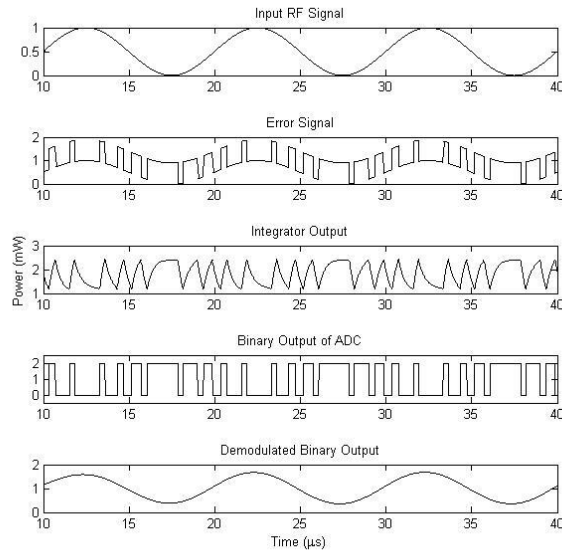 Input RF Signal
1
0.5
0
10 15 20 25 30 35 40
Error Signal
2
1
0
10 15 20 25 30 35 40
Integrator Output
3
2
1
10 15 20 25 30 35 40
Power (mW)
Binary Output of ADC
2
1
0
10 15 20 25 30 35 40
Demodulated Binary Output
2
1
0
10 15 20 25 30 35 40
Time (μs)